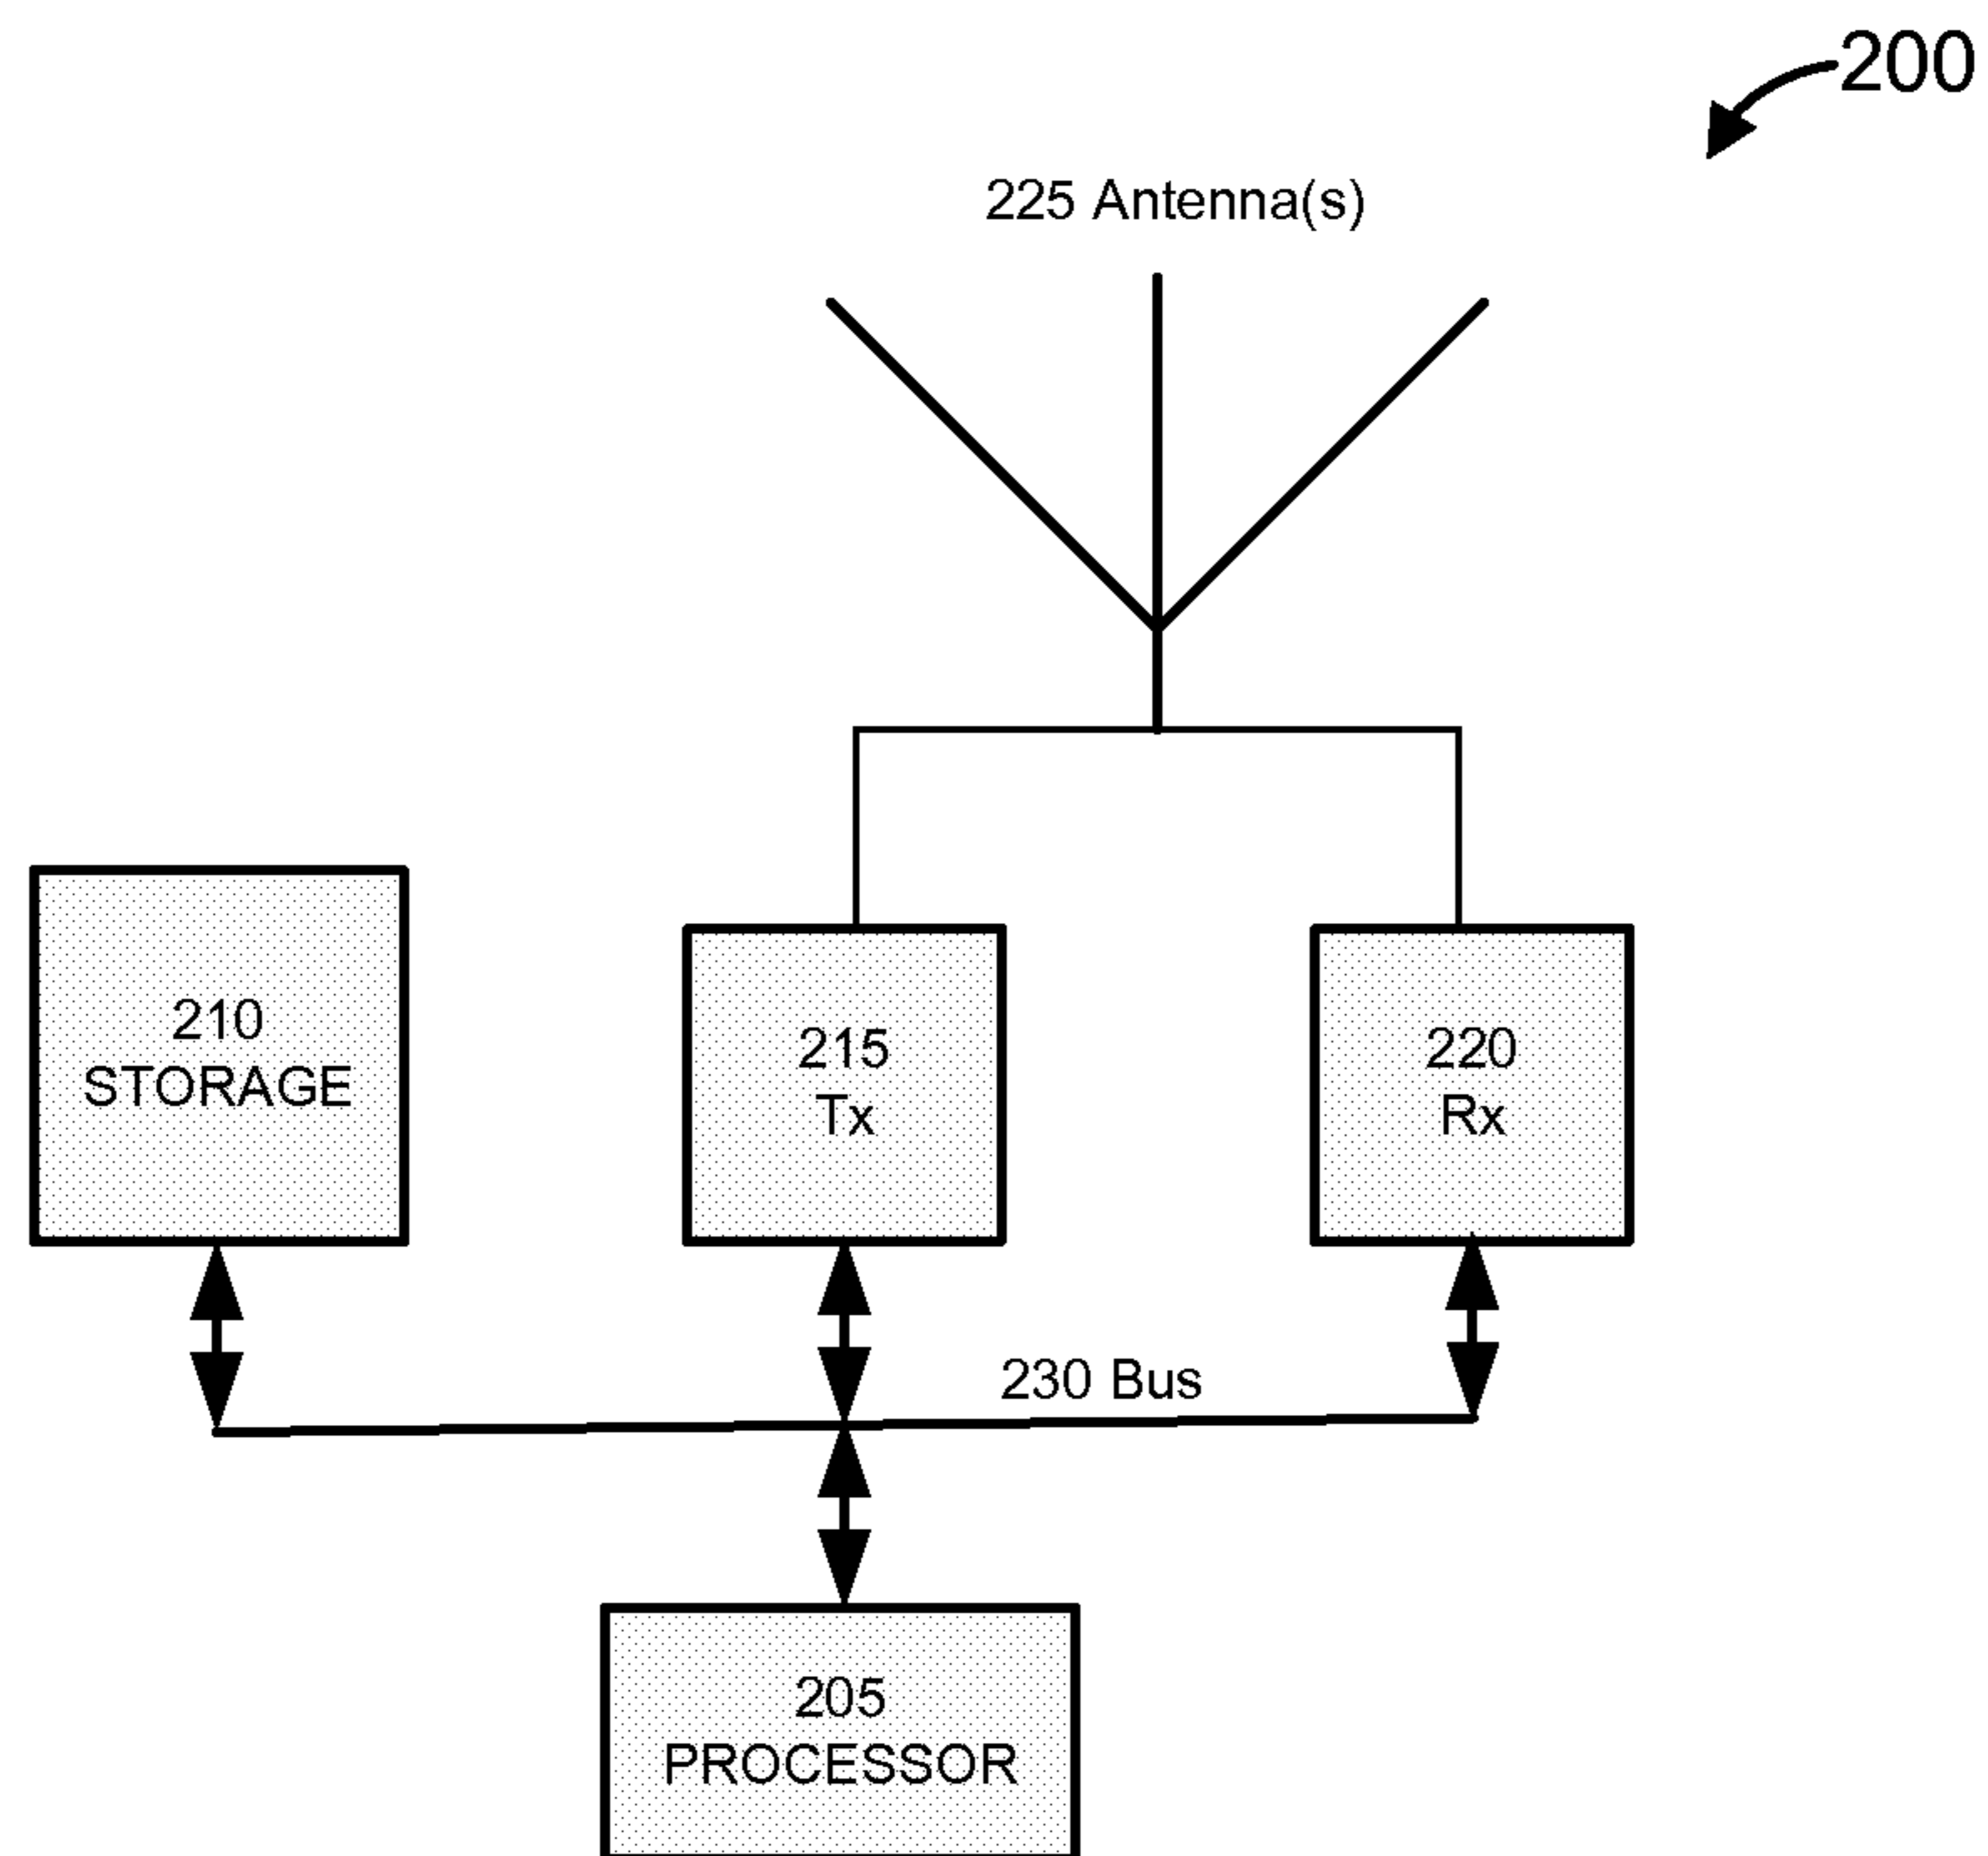 200
225 Antenna(s)
210
STORAGE
215
Tx
220
Rx
230 Bus
205
PROCESSOR